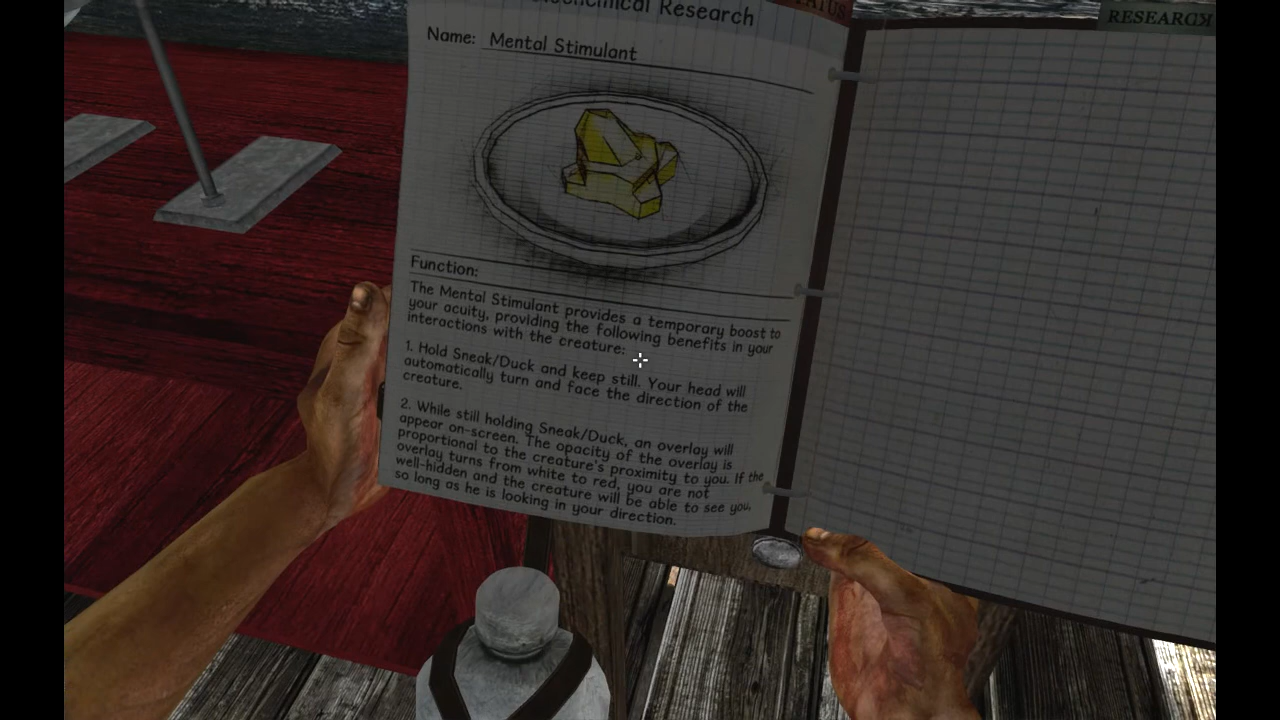 ochemical Research
ATUS
RESEARCK
Name: Mental Stimulant
Function:
The Mental Stimulant provides a temporary boost to
your acuity, providing the following benefits in your
interactions with the creature:
1. Hold Sneak/Duck and keep still. Your head will
automatically turn and face the direction of the
creature.
2. While still holding Sneak/Duck, an overlay will
appear on-screen. The opacity of the overlay is
proportional to the creature's proximity to you. If the
overlay turns from white to red, you are not
well-hidden and the creature will be able to see you,
so long as he is looking in your direction.